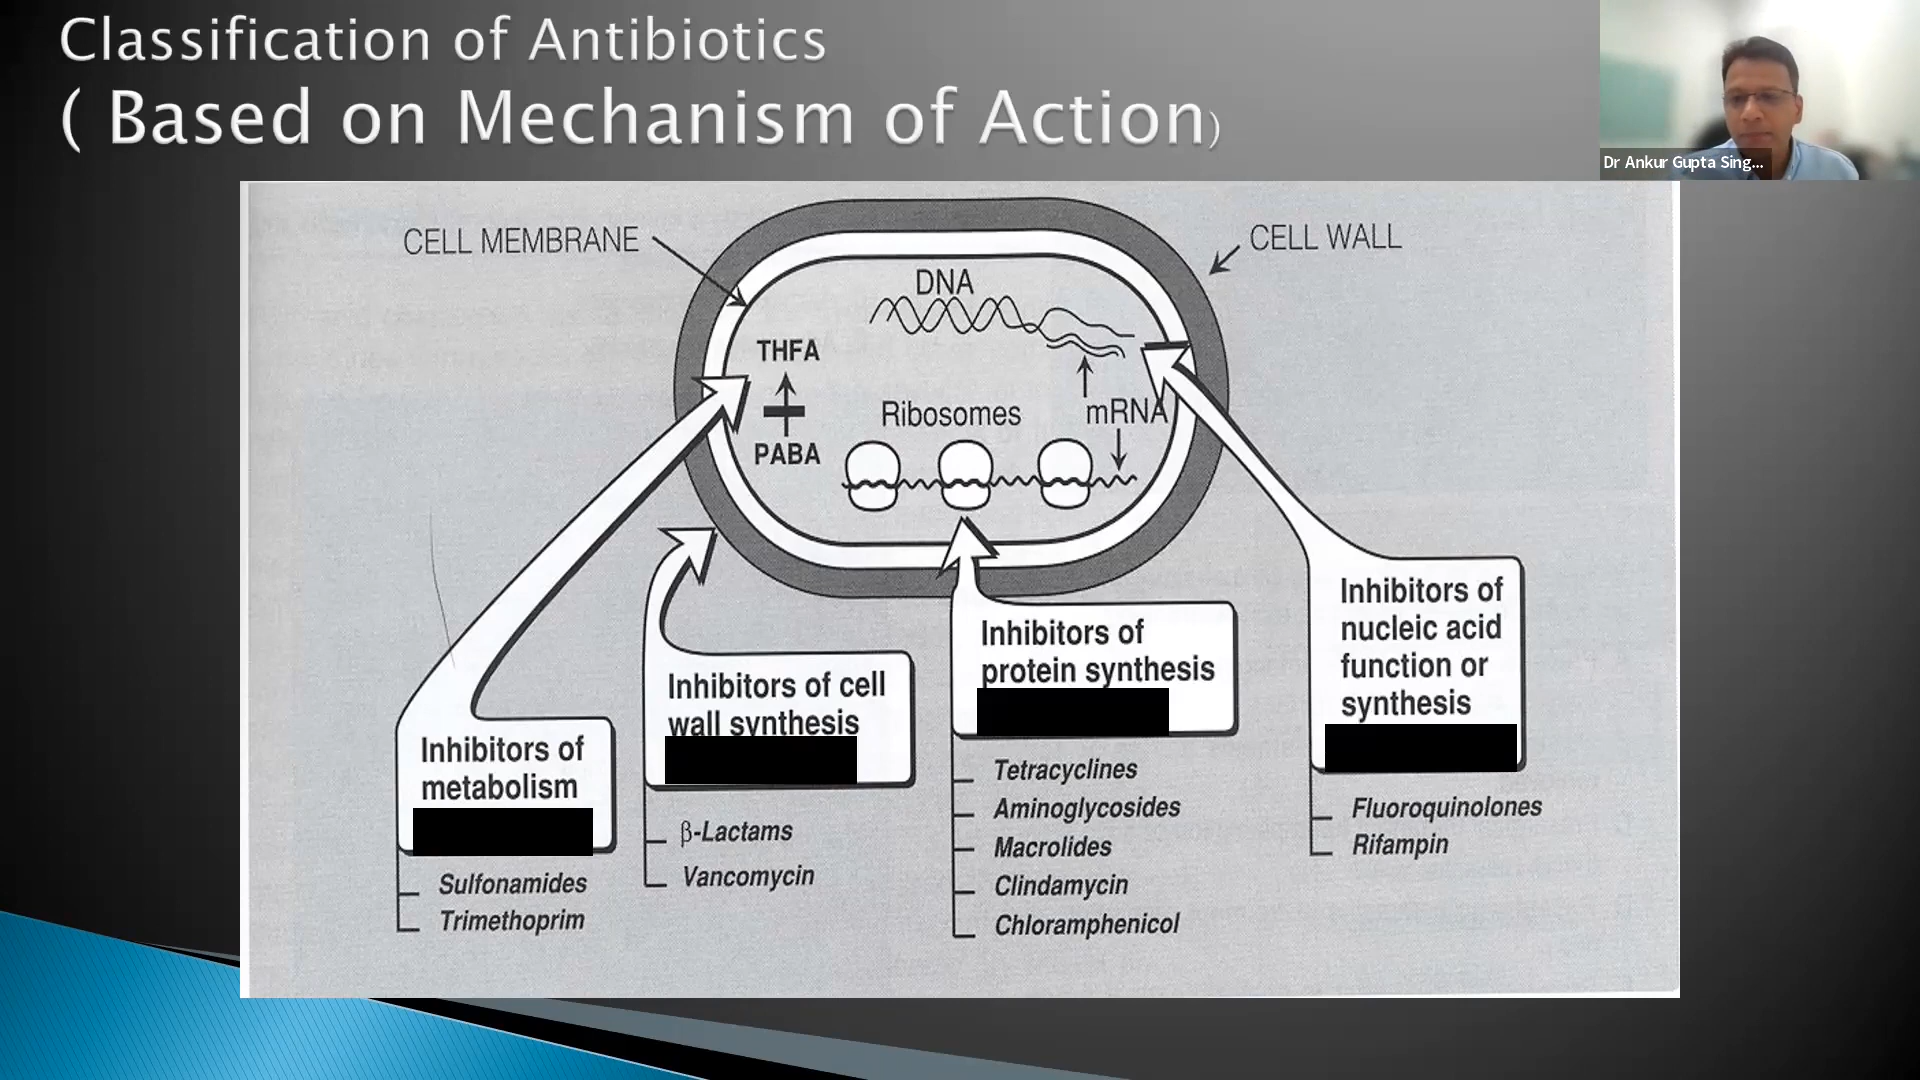 Classification of Antibiotics
( Based on Mechanism of Action)
Dr Ankur Gupta Sing...
CELL MEMBRANE
CELL WALL
DNA
THFA
PABA
Ribosomes
mRNA
Inhibitors of
metabolism
Sulfonamides
Trimethoprim
Inhibitors of cell
wall synthesis
β-Lactams
Vancomycin
Inhibitors of
protein synthesis
Tetracyclines
Aminoglycosides
Macrolides
Clindamycin
Chloramphenicol
Inhibitors of
nucleic acid
function or
synthesis
Fluoroquinolones
Rifampin